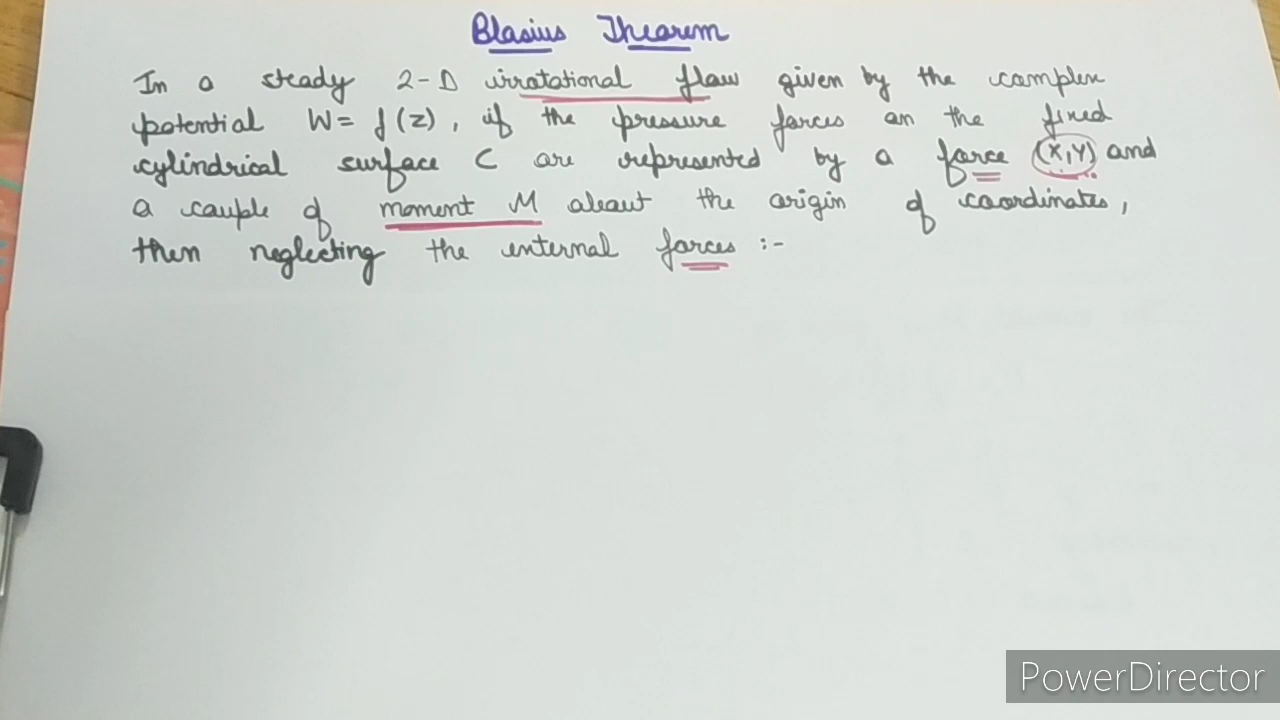 Blasius Theorem
In a steady 2-D irrotational flow given by the complex
potential W = f(z), if the pressure forces on the fixed
cylindrical surface C are represented by a force (X,Y) and
a couple of moment M about the origin of coordinates,
then neglecting the external forces :-
PowerDirector